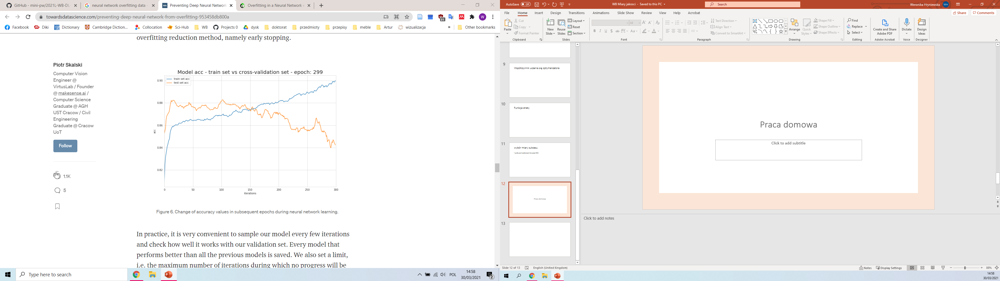 GitHub - mini-pw/2021L-WB-DL
neural network overfitting data -
Preventing Deep Neural Network
Overfitting in a Neural Network e
towardsdatascience.com/preventing-deep-neural-network-from-overfitting-953458db800a
31
W
Facebook
Diki
Dictionary
Cambridge Diction...
Collocation
Sci-Hub
WB
Projects 0
dysk
doktorat
przedmioty
przepisy
meble
Artur
wizualizacja
»
Other bookmarks
overfitting reduction method, namely early stopping.
Piotr Skalski
Computer Vision
Engineer @
VirtusLab / Founder
@ makesense.ai /
Computer Science
Graduate @ AGH
UST Cracow / Civil
Engineering
Graduate @ Cracow
UoT
Follow
1.1K
5
Model acc - train set vs cross-validation set - epoch: 299
train set acc
test set acc
0.90
0.88
0.86
0.84
0.82
acc
0 50 100 150 200 250 300
iterations
Figure 6. Change of accuracy values in subsequent epochs during neural network learning.
In practice, it is very convenient to sample our model every few iterations
and check how well it works with our validation set. Every model that
performs better than all the previous models is saved. We also set a limit,
i.e. the maximum number of iterations during which no progress will be
Type here to search
POL
14:58
30/03/2021
2
AutoSave Off
WB Miary jakosci - Saved to this PC
Search
Weronika Hryniewska
WH
File Home Insert Design Transitions Animations Slide Show Review View Help Acrobat
Share
Comments
Paste
Cut
Copy
Format Painter
Clipboard
New
Slide
Reuse
Slides
Layout
Reset
Section
Slides
44
Font
Paragraph
Text Direction
Align Text
Convert to SmartArt
Arrange
Quick
Styles
Shape Fill
Shape Outline
Shape Effects
Drawing
Find
Replace
Select
Editing
Create and Share
Adobe PDF
Adobe Acrobat
Dictate
Voice
Design
Ideas
Designer
9
Współczynnik uczenia się optymalizatora
10
Funkcja straty
11
wybór miary sukcesu
• pole pod wykresem krzywej ROC
12
Praca domowa
13
Praca domowa
Click to add subtitle
Click to add notes
Slide 12 of 13
English (United Kingdom)
Notes
Display Settings
88%
14:58
30/03/2021